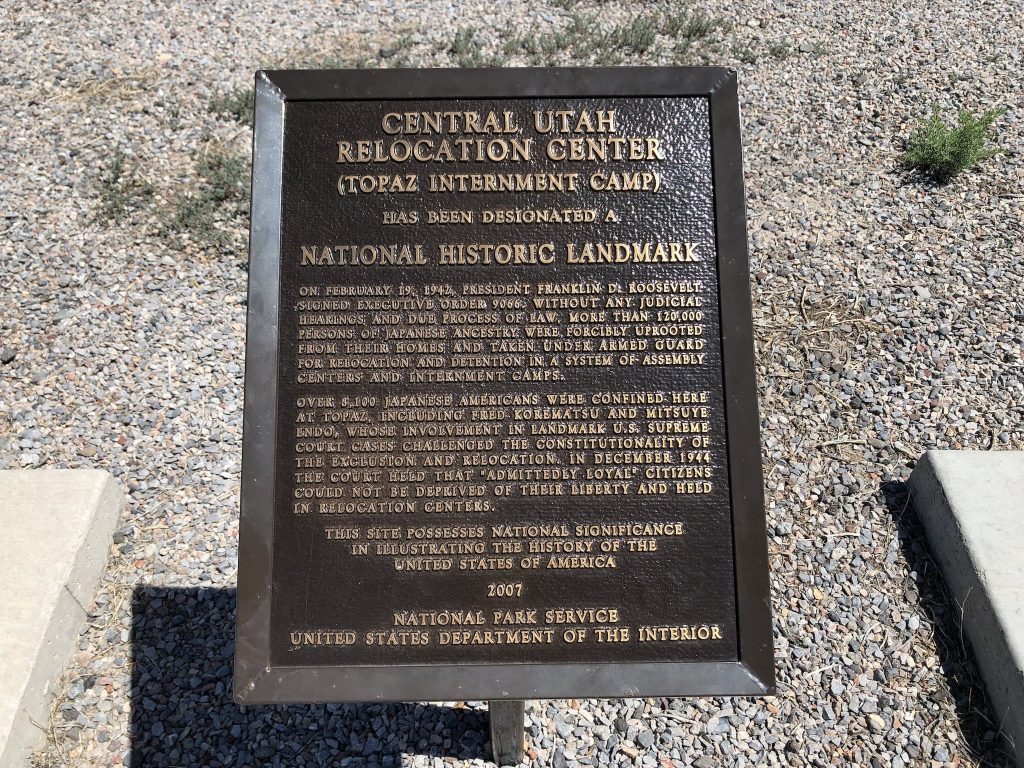 CENTRAL UTAH
RELOCATION CENTER
(TOPAZ INTERNMENT CAMP)
HAS BEEN DESIGNATED A
NATIONAL HISTORIC LANDMARK
ON FEBRUARY 19, 1942, PRESIDENT FRANKLIN D. ROOSEVELT
SIGNED EXECUTIVE ORDER 9066. WITHOUT ANY JUDICIAL
HEARINGS AND DUE PROCESS OF LAW, MORE THAN 120,000
PERSONS OF JAPANESE ANCESTRY WERE FORCIBLY UPROOTED
FROM THEIR HOMES AND TAKEN UNDER ARMED GUARD
FOR RELOCATION AND DETENTION IN A SYSTEM OF ASSEMBLY
CENTERS AND INTERNMENT CAMPS.
OVER 8,100 JAPANESE AMERICANS WERE CONFINED HERE
AT TOPAZ, INCLUDING FRED KOREMATSU AND MITSUYE
ENDO, WHOSE INVOLVEMENT IN LANDMARK U.S. SUPREME
COURT CASES CHALLENGED THE CONSTITUTIONALITY OF
THE EXCLUSION AND RELOCATION. IN DECEMBER 1944
THE COURT HELD THAT "ADMITTEDLY LOYAL" CITIZENS
COULD NOT BE DEPRIVED OF THEIR LIBERTY AND HELD
IN RELOCATION CENTERS.
THIS SITE POSSESSES NATIONAL SIGNIFICANCE
IN ILLUSTRATING THE HISTORY OF THE
UNITED STATES OF AMERICA
2007
NATIONAL PARK SERVICE
UNITED STATES DEPARTMENT OF THE INTERIOR